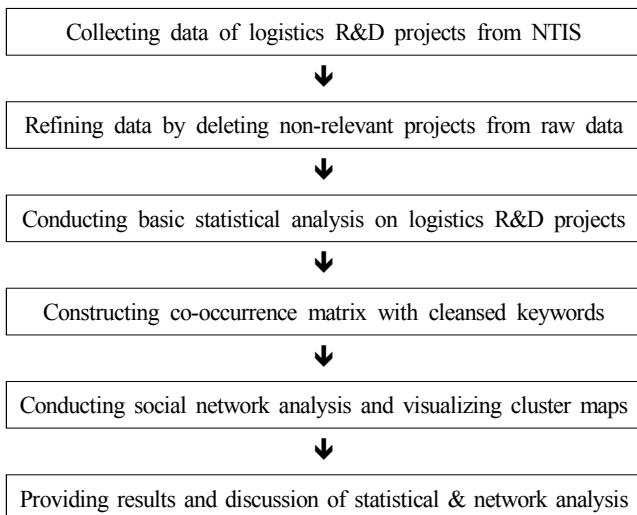 Collecting data of logistics R&D projects from NTIS
Refining data by deleting non-relevant projects from raw data
Conducting basic statistical analysis on logistics R&D projects
Constructing co-occurrence matrix with cleansed keywords
Conducting social network analysis and visualizing cluster maps
Providing results and discussion of statistical & network analysis